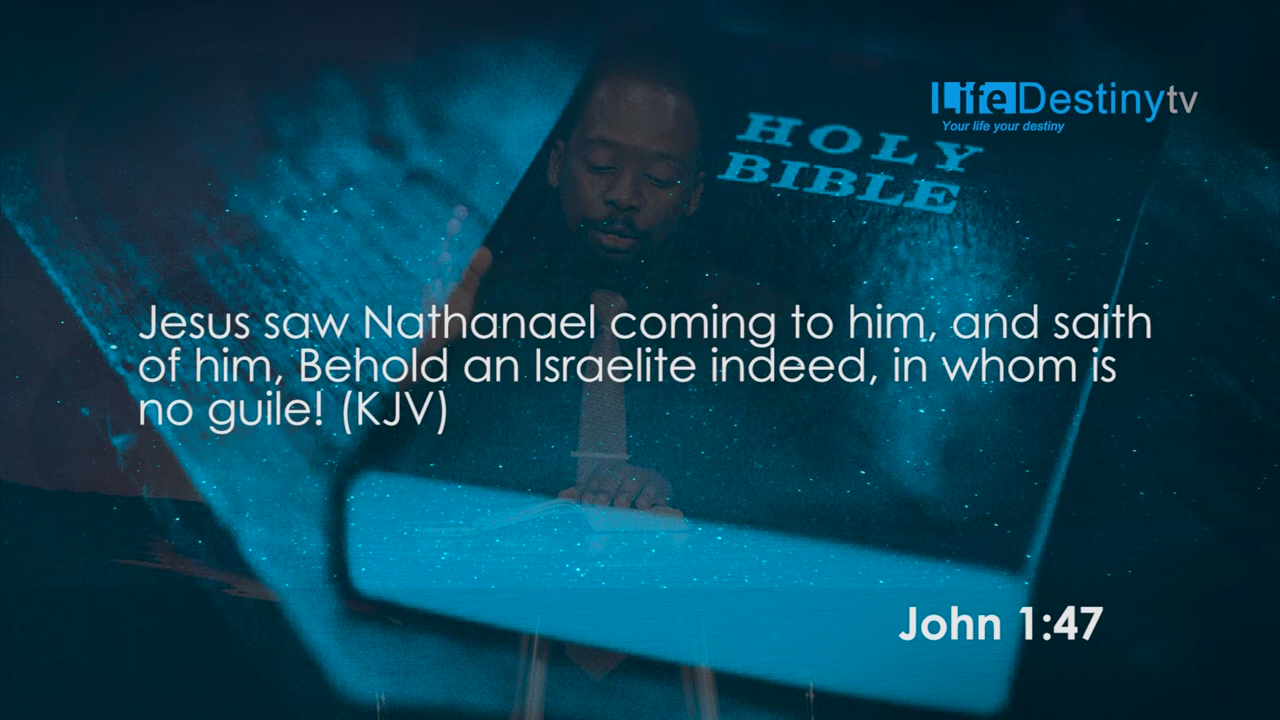 LifeDestinytv
Your life your destiny
HOLY
BIBLE
Jesus saw Nathanael coming to him, and saith
of him, Behold an Israelite indeed, in whom is
no guile! (KJV)
John 1:47